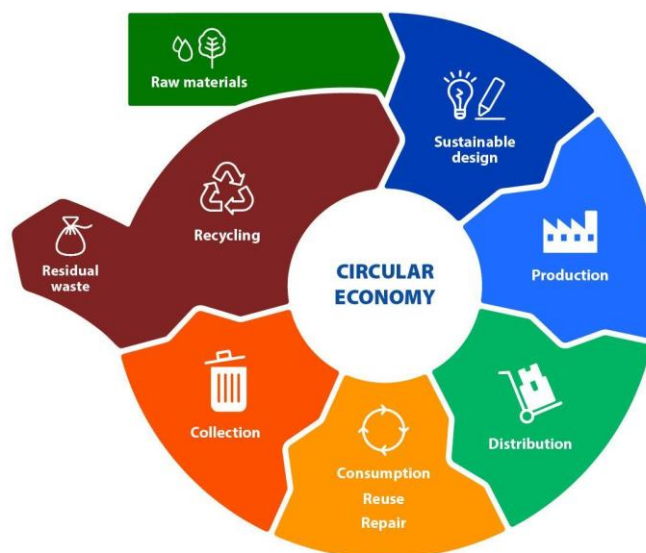 Raw materials
Sustainable
design
Production
Distribution
Consumption
Reuse
Repair
Collection
Recycling
Residual
waste
CIRCULAR
ECONOMY